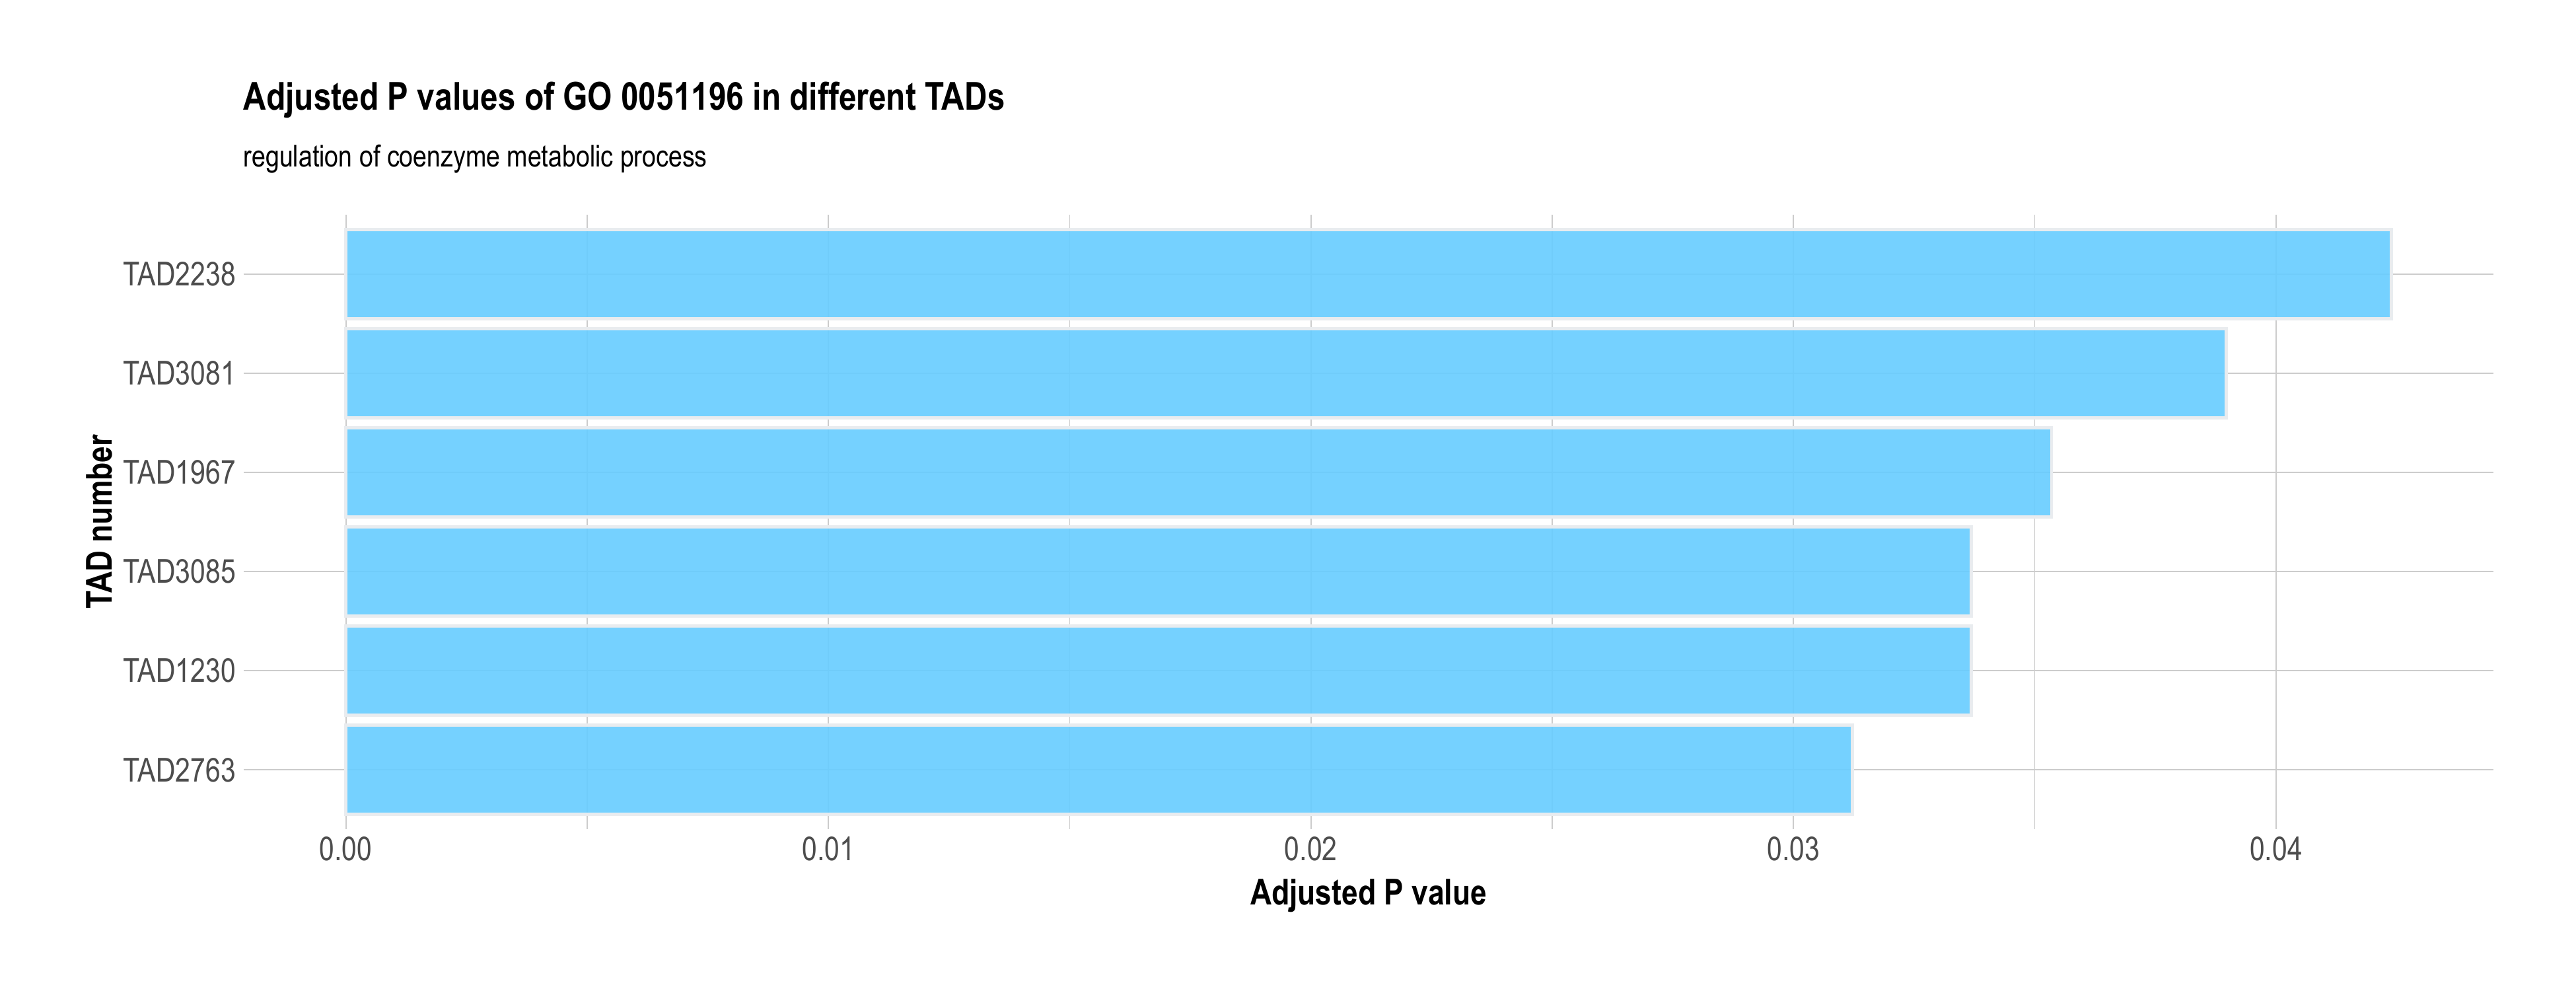 Adjusted P values of GO 0051196 in different TADs
regulation of coenzyme metabolic process
TAD number
TAD2238
TAD3081
TAD1967
TAD3085
TAD1230
TAD2763
0.00 0.01 0.02 0.03 0.04
Adjusted P value